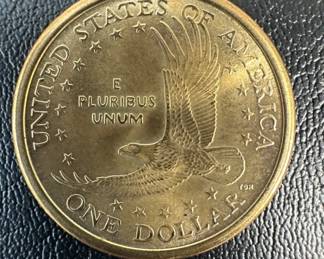 UNITED STATES OF AMERICA
E
PLURIBUS
UNUM
ONE DOLLAR